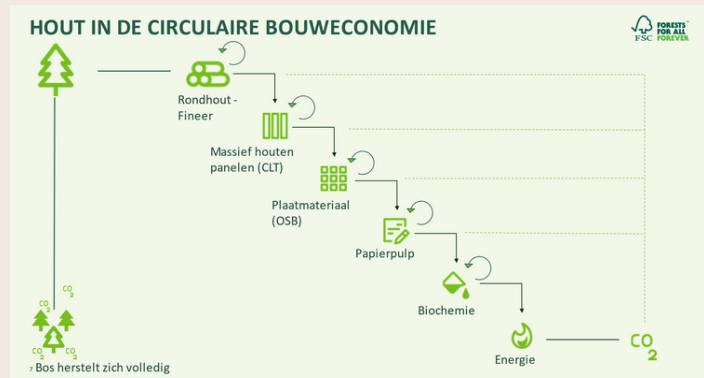 HOUT IN DE CIRCULAIRE BOUWECONOMIE
FSC
FORESTS
FOR ALL
FOREVER
Rondhout -
Fineer
Massief houten
panelen (CLT)
Plaatmateriaal
(OSB)
Papierpulp
Biochemie
Energie
CO2
CO2
CO2
CO2
CO2
7 Bos herstelt zich volledig